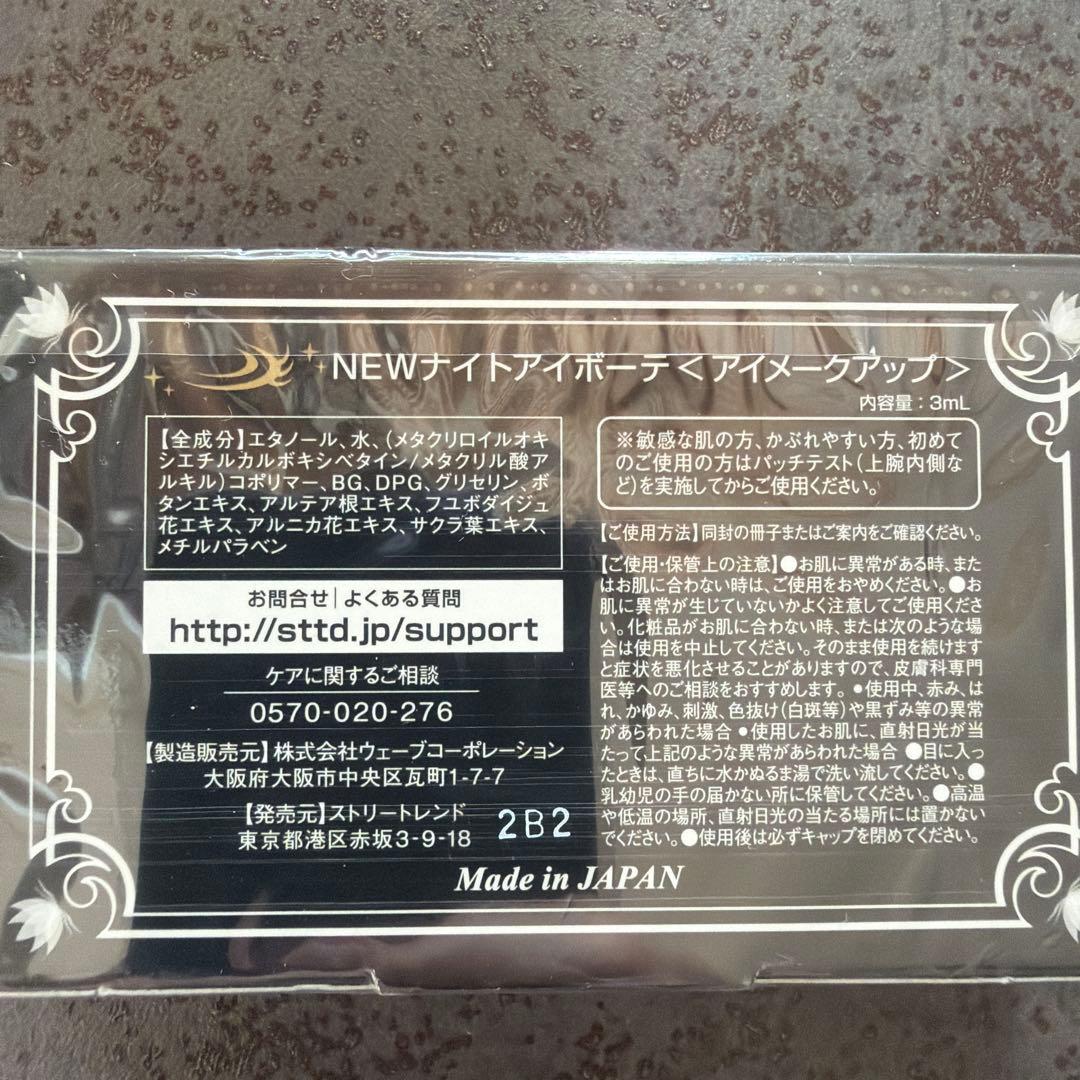 NEWナイトアイボーテ＜アイメークアップ＞
内容量：3mL
【全成分】エタノール、水、(メタクリロイルオキ
シエチルカルボキシベタイン/メタクリル酸ア
ルキル)コポリマー、BG、DPG、グリセリン、ボ
タンエキス、アルテア根エキス、フユボダイジュ
花エキス、アルニカ花エキス、サクラ葉エキス、
メチルパラベン
お問合せ|よくある質問
http://sttd.jp/support
ケアに関するご相談
0570-020-276
【製造販売元】株式会社ウェーブコーポレーション
大阪府大阪市中央区瓦町1-7-7
【発売元】ストリートレンド
東京都港区赤坂3-9-18
2B2
※敏感な肌の方、かぶれやすい方、初めて
のご使用の方はパッチテスト(上腕内側な
ど)を実施してからご使用ください。
【ご使用方法】同封の冊子またはご案内をご確認ください。
【ご使用・保管上の注意】●お肌に異常がある時、また
はお肌に合わない時は、ご使用をおやめください。●お
肌に異常が生じていないかよく注意してご使用くださ
い。化粧品がお肌に合わない時、または次のような場
合は使用を中止してください。そのまま使用を続けます
と症状を悪化させることがありますので、皮膚科専門
医等へのご相談をおすすめします。●使用中、赤み、は
れ、かゆみ、刺激、色抜け(白斑等)や黒ずみ等の異常
があらわれた場合●使用したお肌に、直射日光が当
たって上記のような異常があらわれた場合 ●目に入っ
たときは、直ちに水かぬるま湯で洗い流してください。●
乳幼児の手の届かない所に保管してください。●高温
や低温の場所、直射日光の当たる場所には置かない
でください。●使用後は必ずキャップを閉めてください。
Made in JAPAN